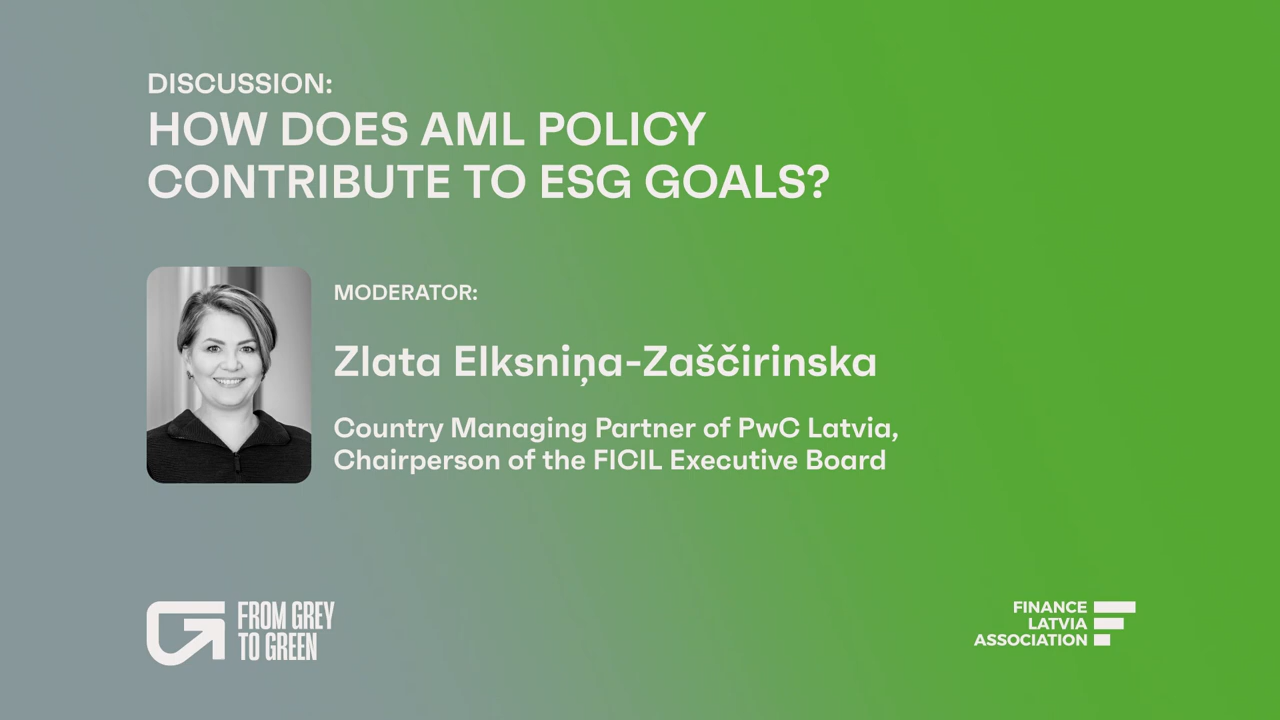 DISCUSSION:
HOW DOES AML POLICY
CONTRIBUTE TO ESG GOALS?
MODERATOR:
Zlata Elksniņa-Zaščirinska
Country Managing Partner of PwC Latvia,
Chairperson of the FICIL Executive Board
FROM GREY
TO GREEN
FINANCE
LATVIA
ASSOCIATION